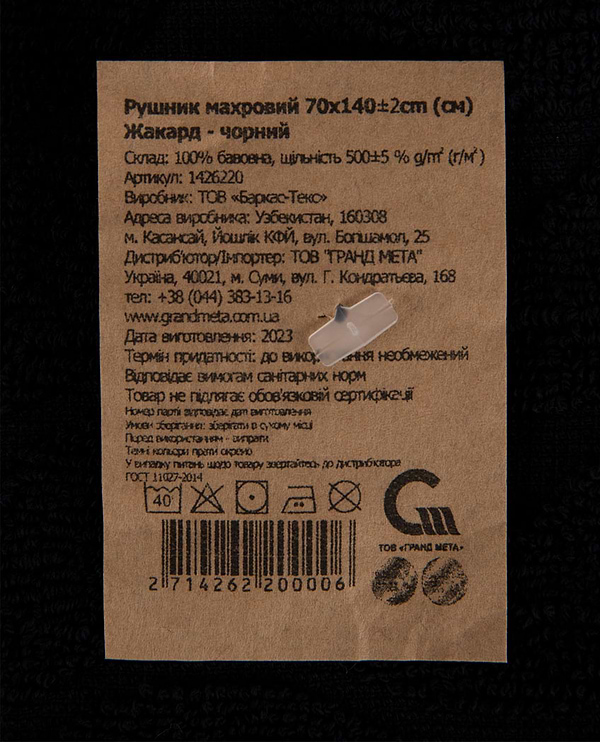 Рушник махровий 70x140±2cm (см)
Жакард - чорний
Склад: 100% бавовна, щільність 500±5 % g/m² (г/м²)
Артикул: 1426220
Виробник: ТОВ «Баркас-Текс»
Адреса виробника: Узбекистан, 160308
м. Касансай, Йошлік КФЙ, вул. Богішамол, 25
Дистриб'ютор/Імпортер: ТОВ "ГРАНД МЕТА"
Україна, 40021, м. Суми, вул. Г. Кондратьєва, 168
тел: +38 (044) 383-13-16
www.grandmeta.com.ua
Дата виготовлення: 2023
Термін придатності: до необмежений
Відповідає вимогам санітарних норм
Товар не підлягає обов'язковій сертифікації
Номер партії відповідає даті виготовлення
Умови зберігання: зберігати в сухому місці
Перед використанням - випрати
Темні кольори прати окремо
У випадку питань щодо товару звертайтесь до дистриб'ютора
ГОСТ 11027-2014
40
Gm
ТОВ «ГРАНД МЕТА»
2 714262 200006